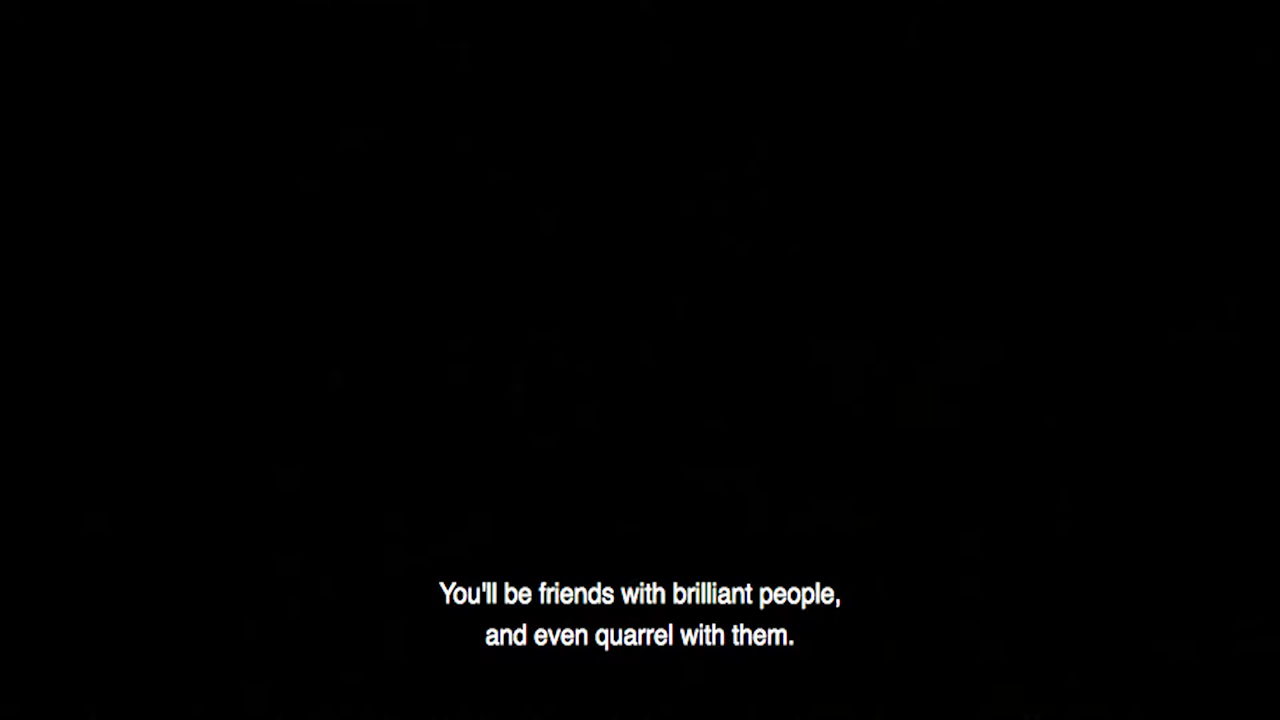 You'll be friends with brilliant people,
and even quarrel with them.